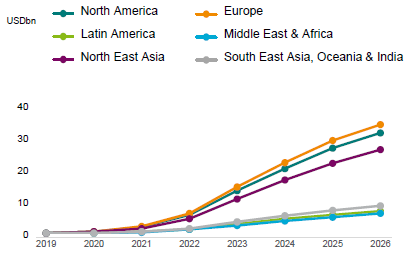 USDbn
North America
Europe
Latin America
Middle East & Africa
North East Asia
South East Asia, Oceania & India
40
30
20
10
0
2019 2020 2021 2022 2023 2024 2025 2026